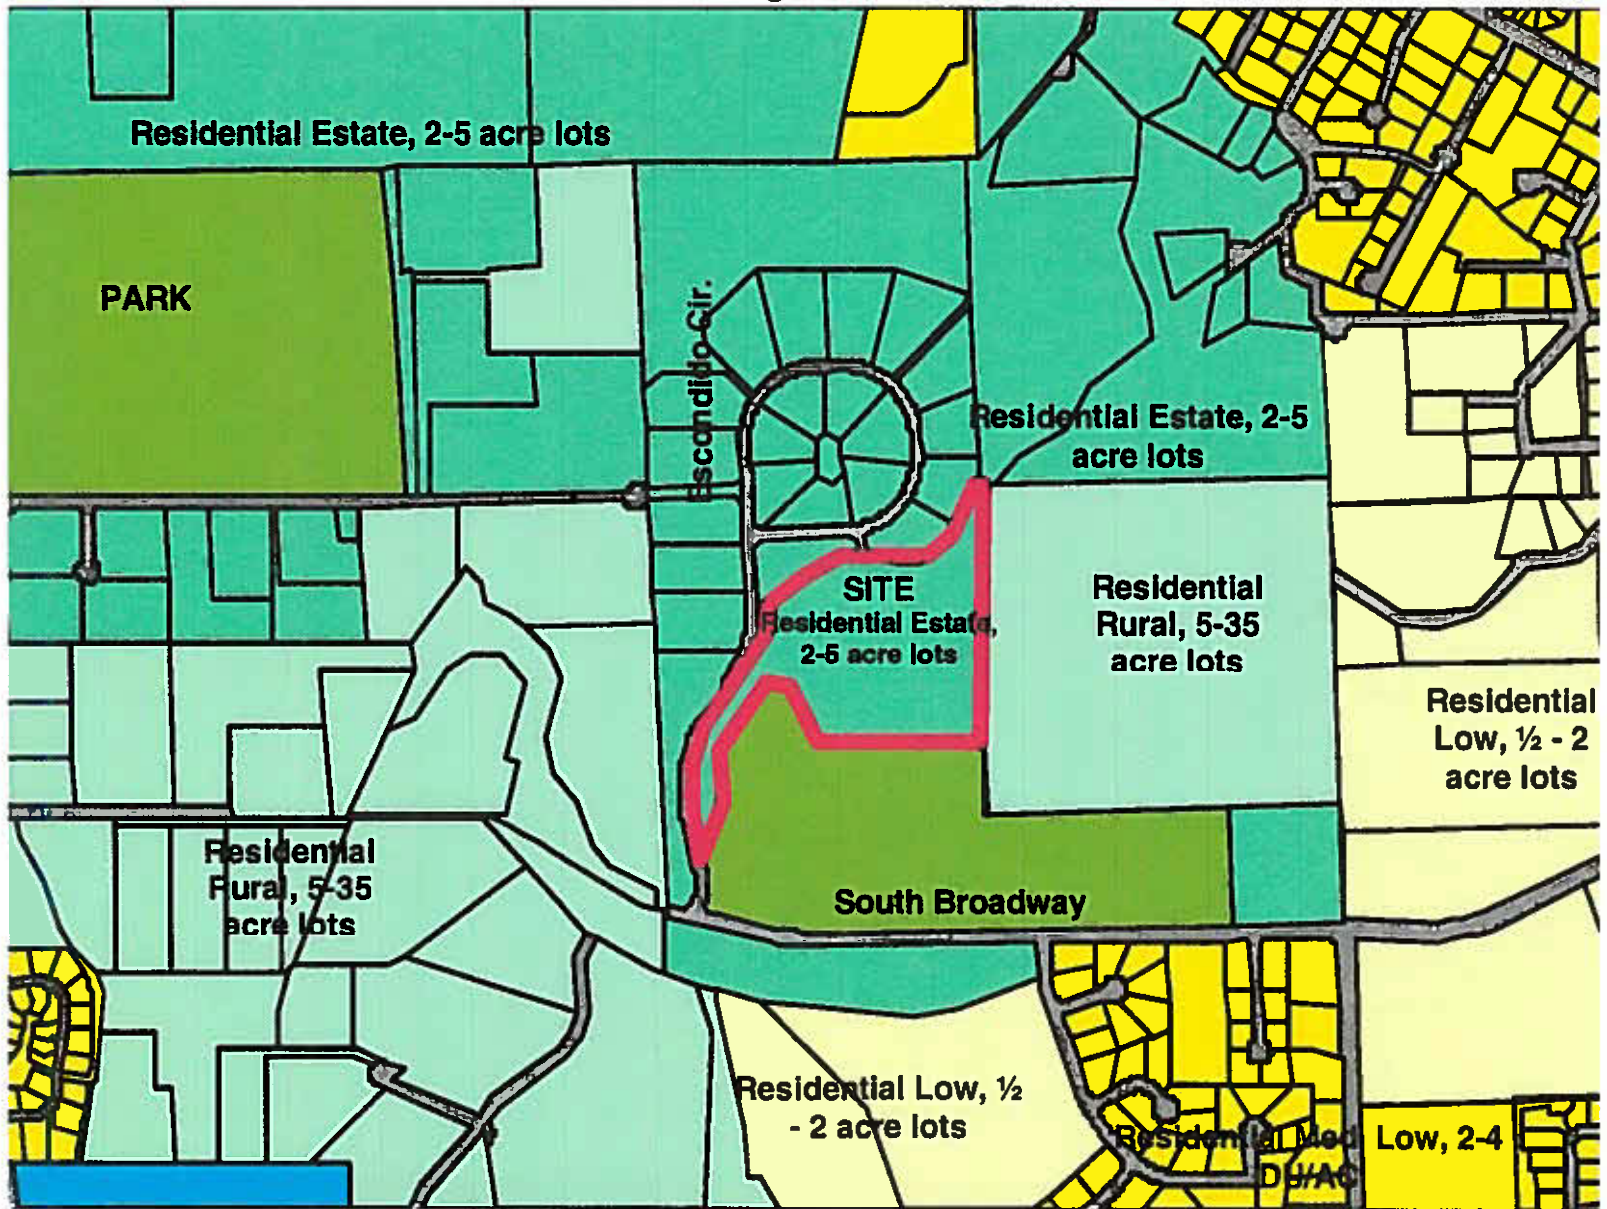 Residential Estate, 2-5 acre lots
PARK
Escondido Cir.
Residential Estate, 2-5
acre lots
SITE
Residential Estate,
2-5 acre lots
Residential
Rural, 5-35
acre lots
Residential
Low, ½ - 2
acre lots
Residential
Rural, 5-35
acre lots
South Broadway
Residential Low, ½
- 2 acre lots
Residential Med Low, 2-4
DU/AC